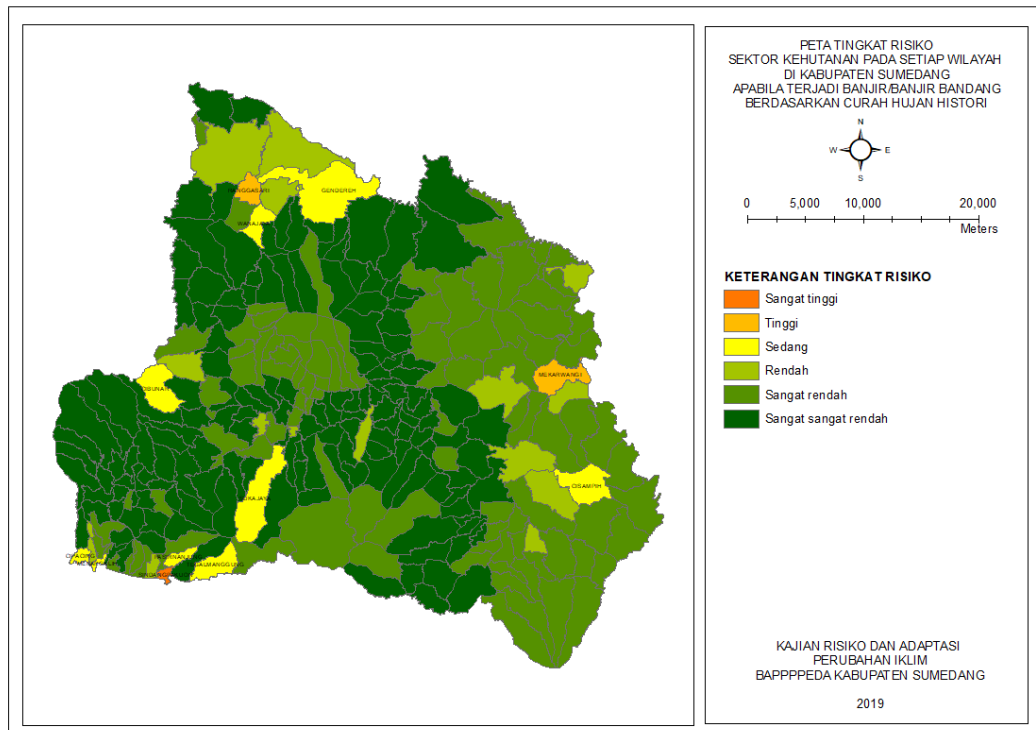 PETA TINGKAT RISIKO
SEKTOR KEHUTANAN PADA SETIAP WILAYAH
DI KABUPATEN SUMEDANG
APABILA TERJADI BANJIR/BANJIR BANDANG
BERDASARKAN CURAH HUJAN HISTORI
N
W E
S
0 5,000 10,000 20,000
Meters
KETERANGAN TINGKAT RISIKO
Sangat tinggi
Tinggi
Sedang
Rendah
Sangat rendah
Sangat sangat rendah
KAJIAN RISIKO DAN ADAPTASI
PERUBAHAN IKLIM
BAPPPPEDA KABUPATEN SUMEDANG
2019
GENDEREH
MEKARWANGI
CISAMPIH